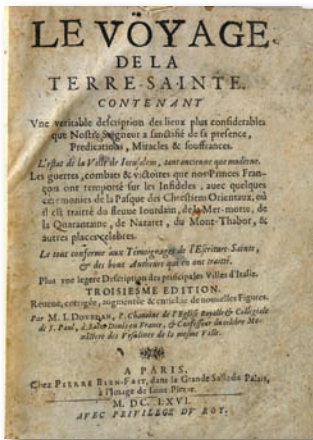 LE VÖYAGE
DE LA
TERRE-SAINTE.
CONTENANT
Vne veritable description des lieux plus considerables
que Nostre Seigneur a sanctifié de sa presence,
Predications, Miracles & souffrances.
L'estat de la Ville de Ierusalem, tant ancienne que moderne.
Les guerres, combats & victoires que nos Princes Fran-
çois ont remporté sur les Infideles, auec quelques
ceremonies de la Pasque des Chrestiens Orientaux, où
il est traitté du fleuue Iourdain, de la Mer-morte, de
la Quarantaine, de Nazaret, du Mont-Thabor, &
autres places celebres.
Le tout conforme aux Témoignages de l'Escriture-Sainte,
& des bons Autheurs qui en ont traitté.
Plus vne legere Description des principales Villes d'Italie.
TROISIESME EDITION.
Reueuë, corrigée, augmentée & enrichie de nouuelles Figures.
Par M. I. DOVBDAN, P. Chanoine de l'Eglise Royalle & Collegiale
de S. Paul, à Saint Denis en France, & Confesseur du celebre Mo-
nastere des Vrsulines de la mesme Ville.
A PARIS,
Chez PIERRE BIEN-FAIT, dans la Grande Salle du Palais,
à l'Image de Saint Pierre.
M. DC. LXVI.
AVEC PRIVILEGE DV ROY.